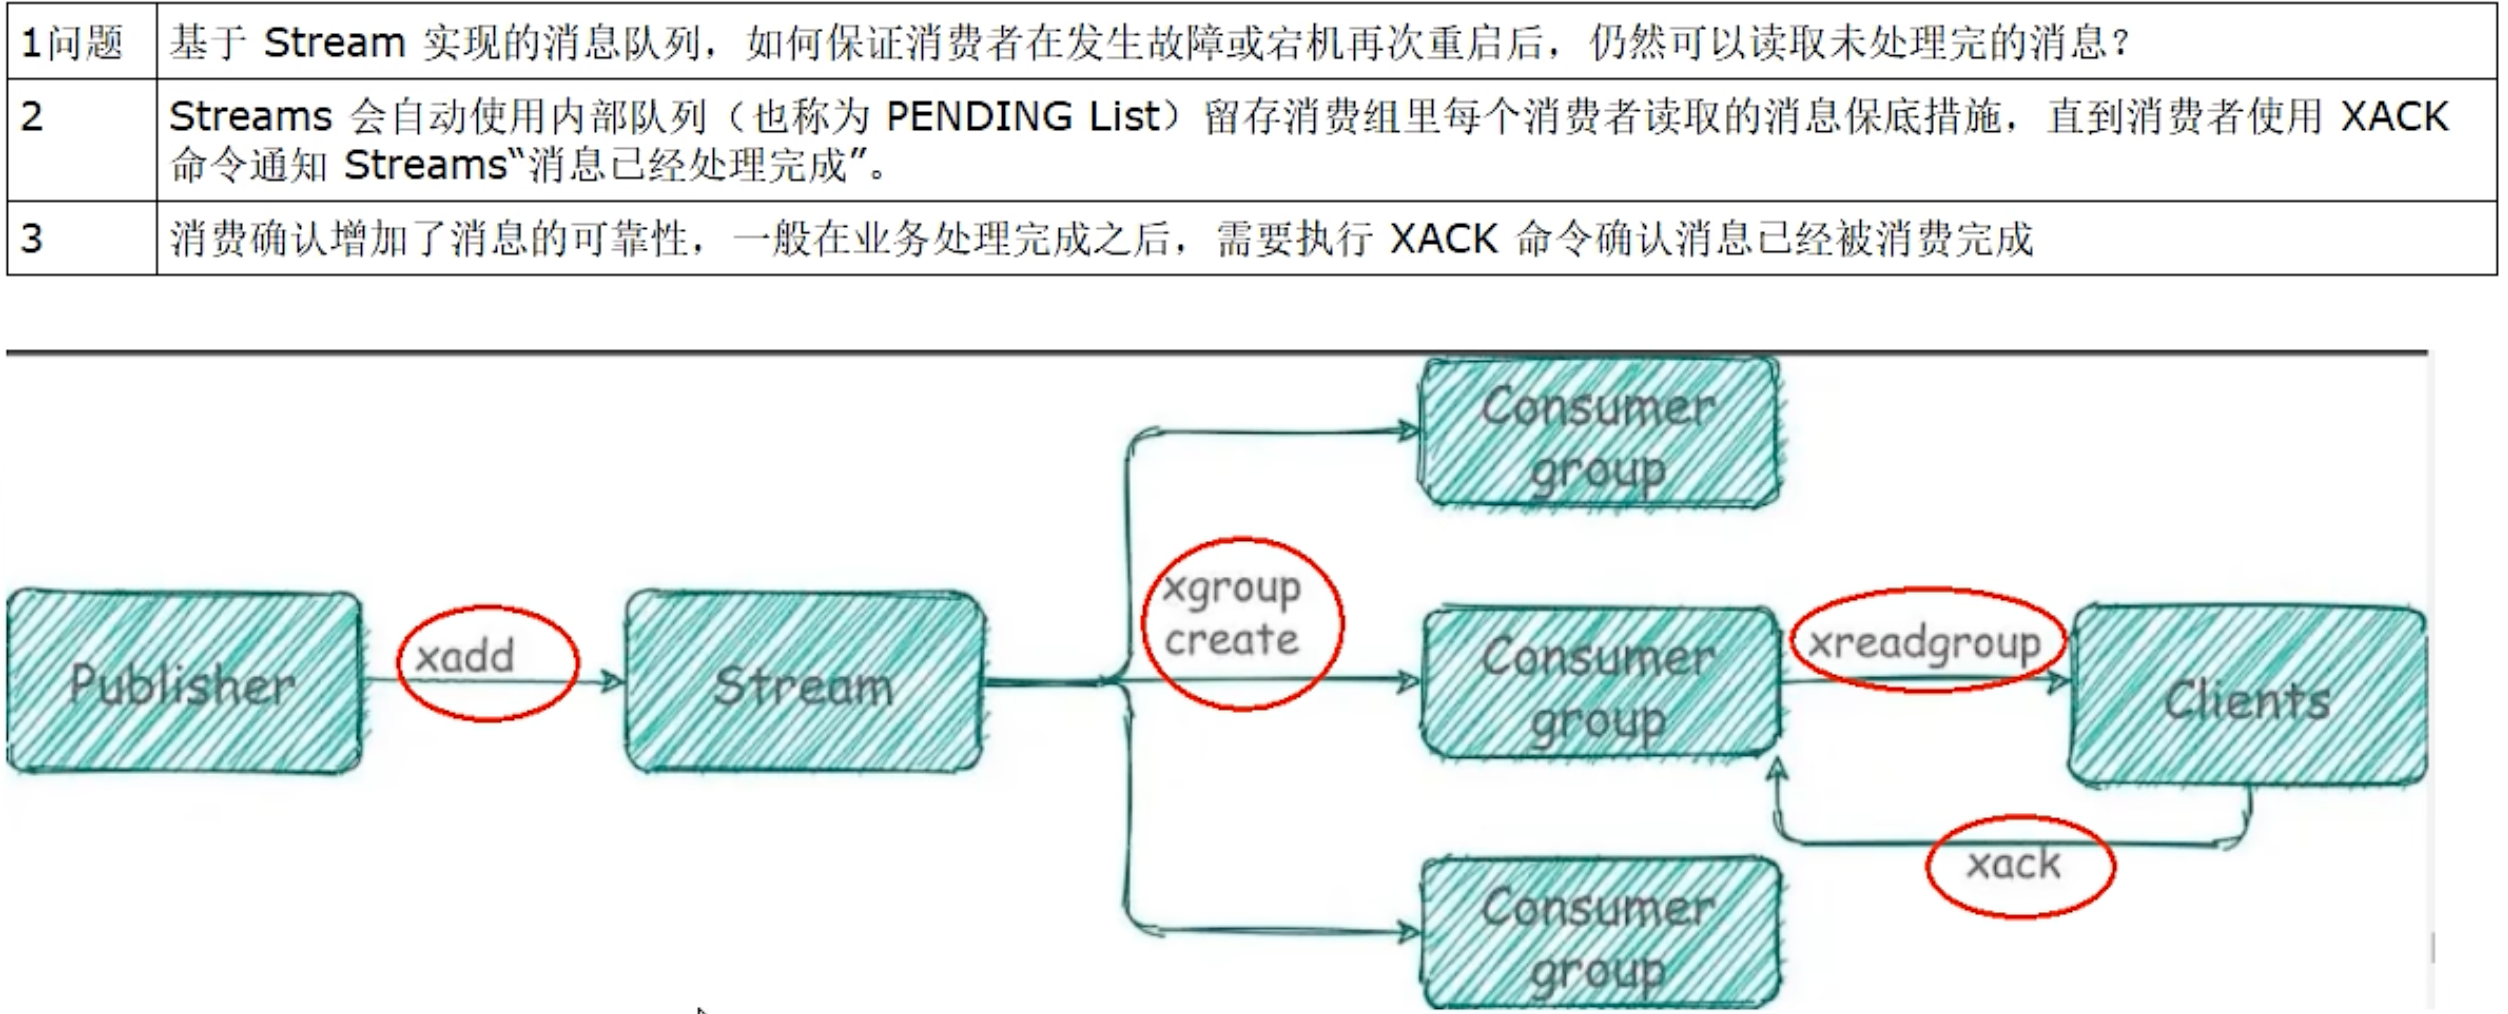 1问题 基于 Stream 实现的消息队列，如何保证消费者在发生故障或宕机再次重启后，仍然可以读取未处理完的消息？
2 Streams 会自动使用内部队列（也称为 PENDING List）留存消费组里每个消费者读取的消息保底措施，直到消费者使用 XACK
命令通知 Streams“消息已经处理完成”。
3 消费确认增加了消息的可靠性，一般在业务处理完成之后，需要执行 XACK 命令确认消息已经被消费完成
Consumer
group
Publisher
xadd
Stream
xgroup
create
Consumer
group
xreadgroup
Clients
xack
Consumer
group